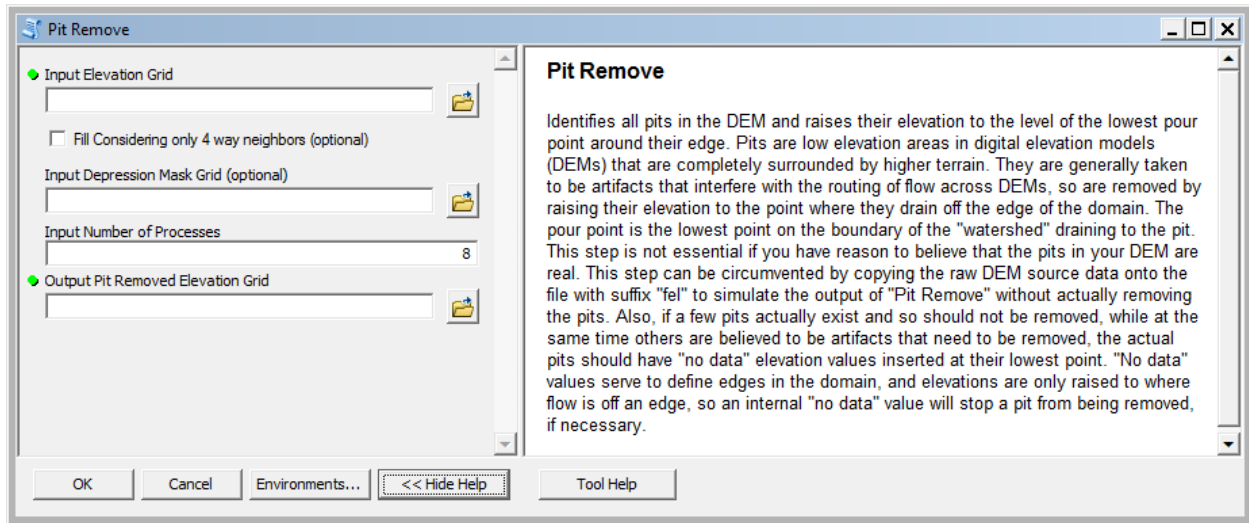 Pit Remove
Input Elevation Grid
Fill Considering only 4 way neighbors (optional)
Input Depression Mask Grid (optional)
Input Number of Processes
8
Output Pit Removed Elevation Grid
Pit Remove
Identifies all pits in the DEM and raises their elevation to the level of the lowest pour
point around their edge. Pits are low elevation areas in digital elevation models
(DEMs) that are completely surrounded by higher terrain. They are generally taken
to be artifacts that interfere with the routing of flow across DEMs, so are removed by
raising their elevation to the point where they drain off the edge of the domain. The
pour point is the lowest point on the boundary of the "watershed" draining to the pit.
This step is not essential if you have reason to believe that the pits in your DEM are
real. This step can be circumvented by copying the raw DEM source data onto the
file with suffix "fel" to simulate the output of "Pit Remove" without actually removing
the pits. Also, if a few pits actually exist and so should not be removed, while at the
same time others are believed to be artifacts that need to be removed, the actual
pits should have "no data" elevation values inserted at their lowest point. "No data"
values serve to define edges in the domain, and elevations are only raised to where
flow is off an edge, so an internal "no data" value will stop a pit from being removed,
if necessary.
OK
Cancel
Environments...
<< Hide Help
Tool Help